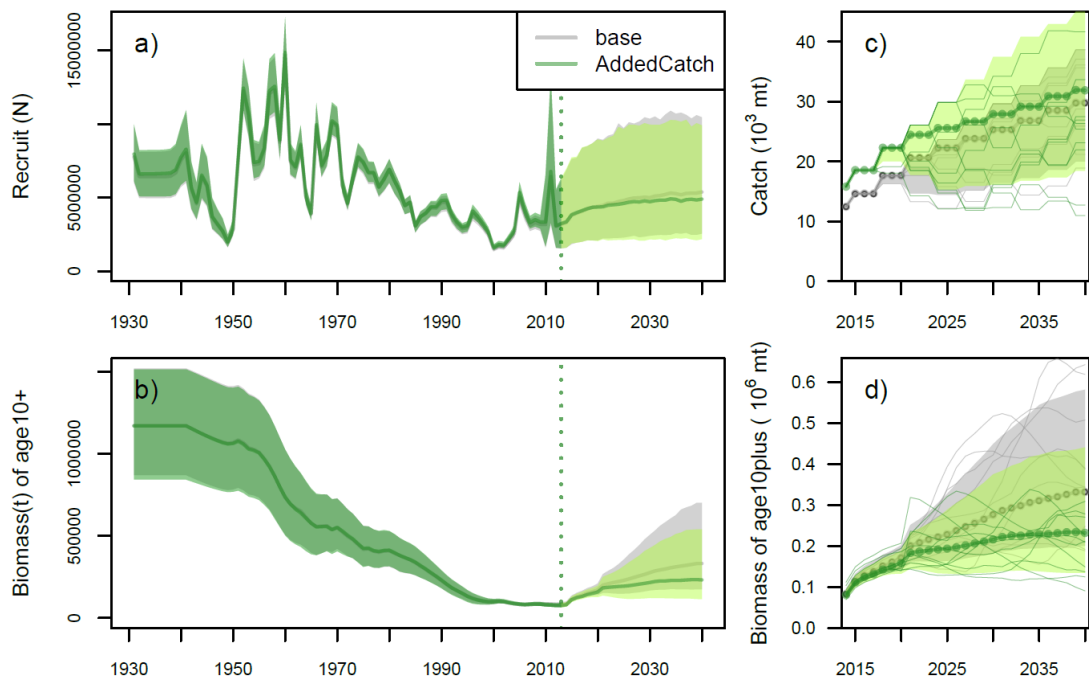 a)
base
AddedCatch
Recruit (N)
15000000
5000000
0
1930 1950 1970 1990 2010 2030
c)
Catch (10³ mt)
40
30
20
10
0
2015 2025 2035
b)
Biomass(t) of age10+
1000000
500000
0
1930 1950 1970 1990 2010 2030
d)
Biomass of age10plus ( 10⁶ mt)
0.6
0.5
0.4
0.3
0.2
0.1
0.0
2015 2025 2035